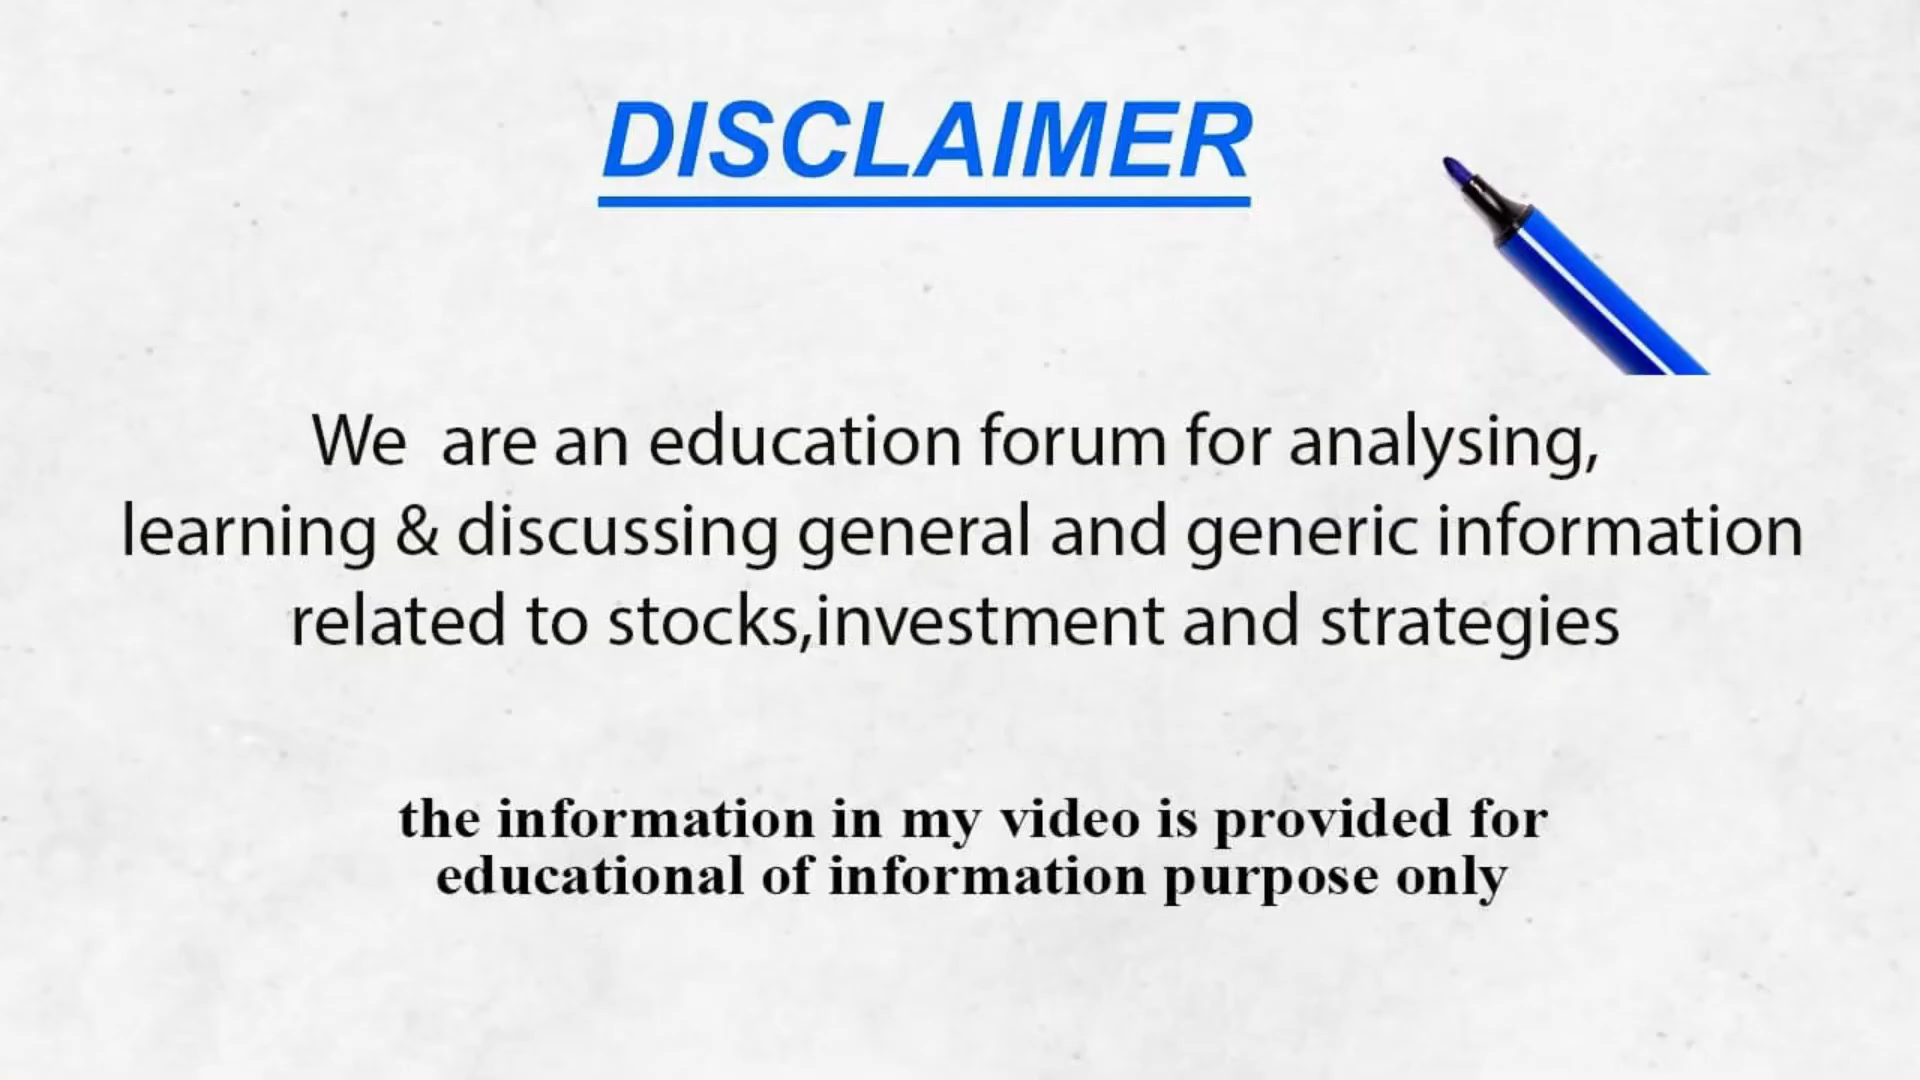 DISCLAIMER
We are an education forum for analysing,
learning & discussing general and generic information
related to stocks,investment and strategies
the information in my video is provided for
educational of information purpose only